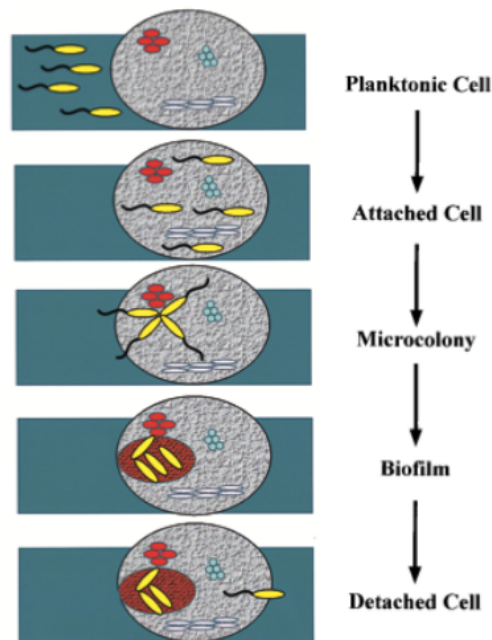 Planktonic Cell
Attached Cell
Microcolony
Biofilm
Detached Cell